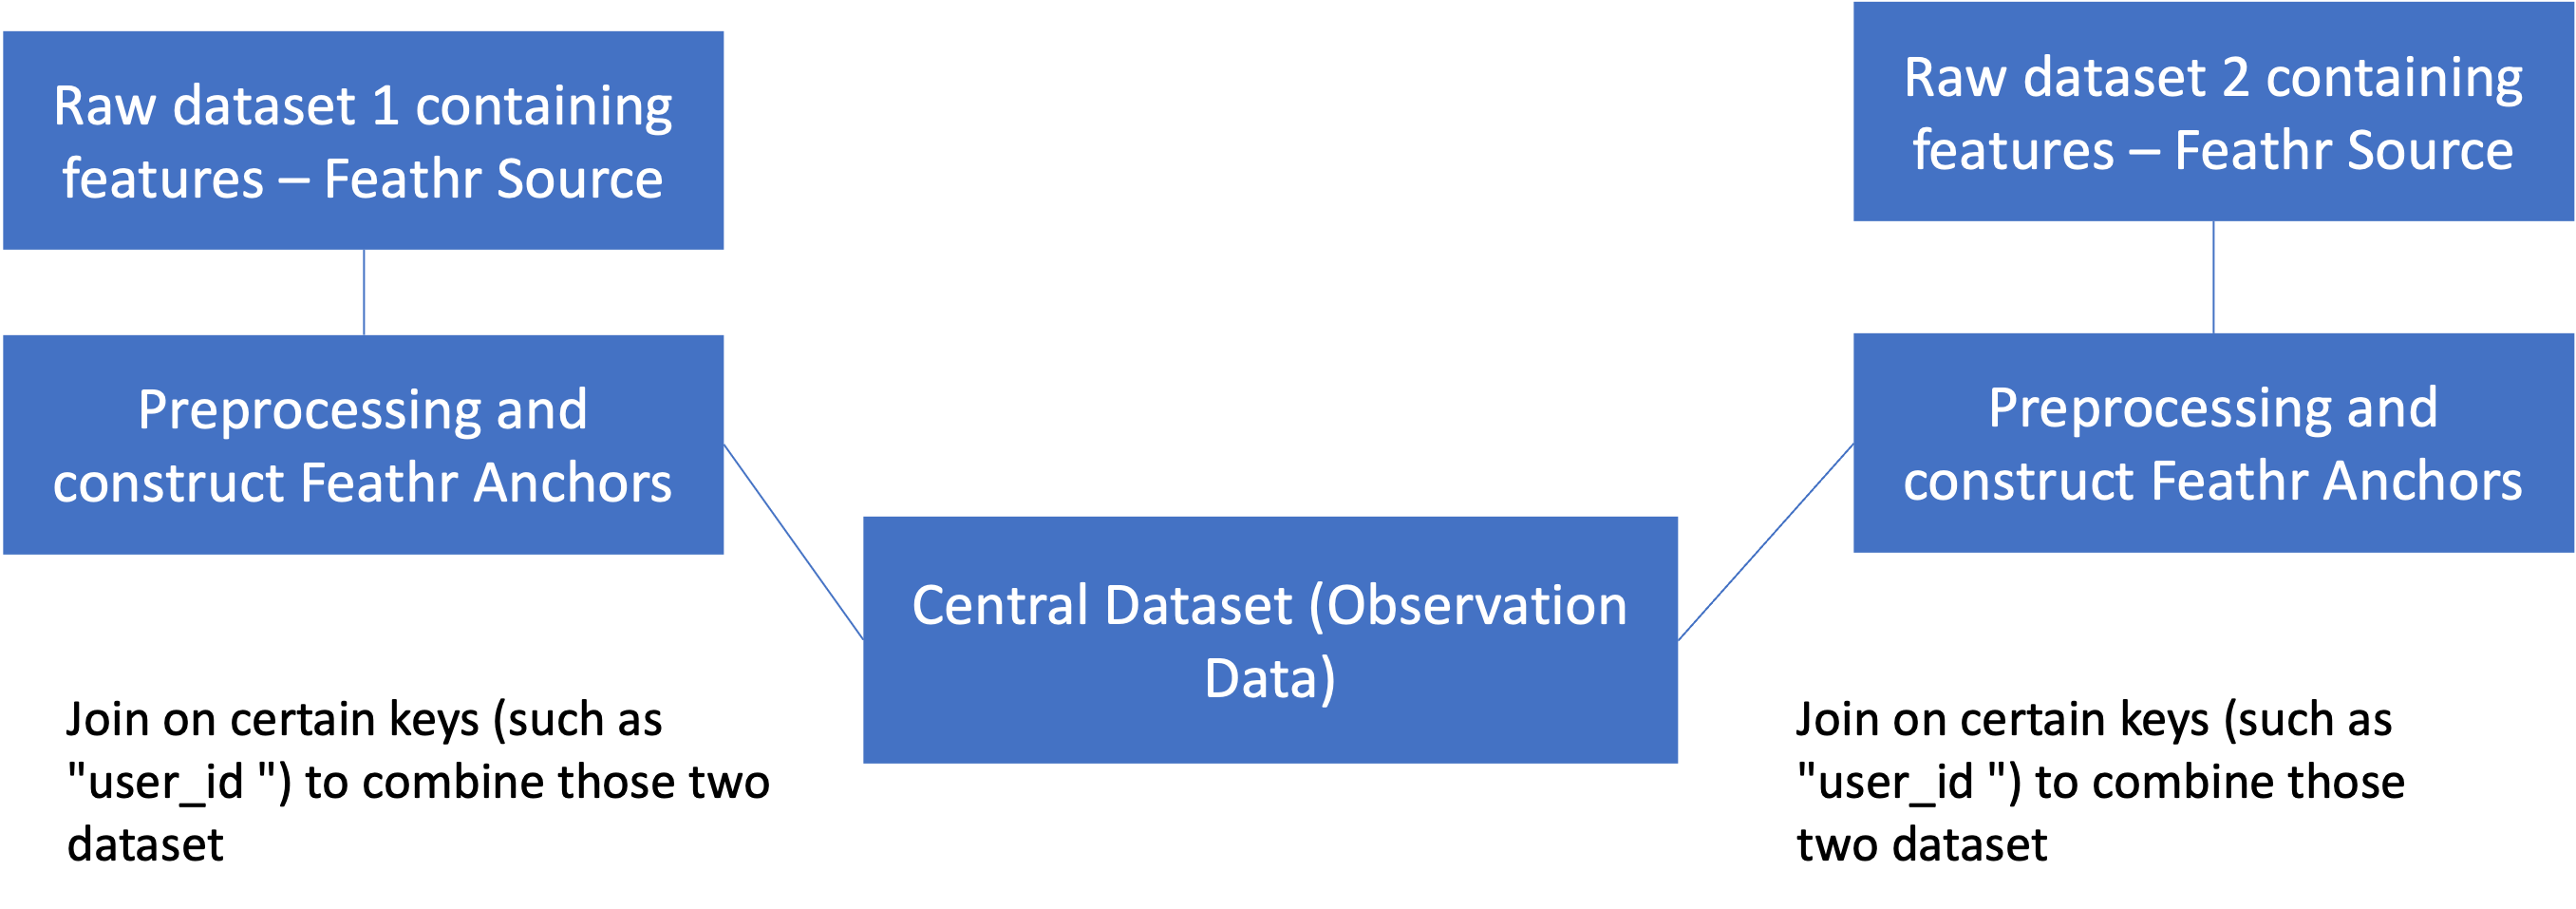 Raw dataset 1 containing
features – Feathr Source
Raw dataset 2 containing
features – Feathr Source
Preprocessing and
construct Feathr Anchors
Preprocessing and
construct Feathr Anchors
Central Dataset (Observation
Data)
Join on certain keys (such as
"user_id ") to combine those two
dataset
Join on certain keys (such as
"user_id ") to combine those
two dataset